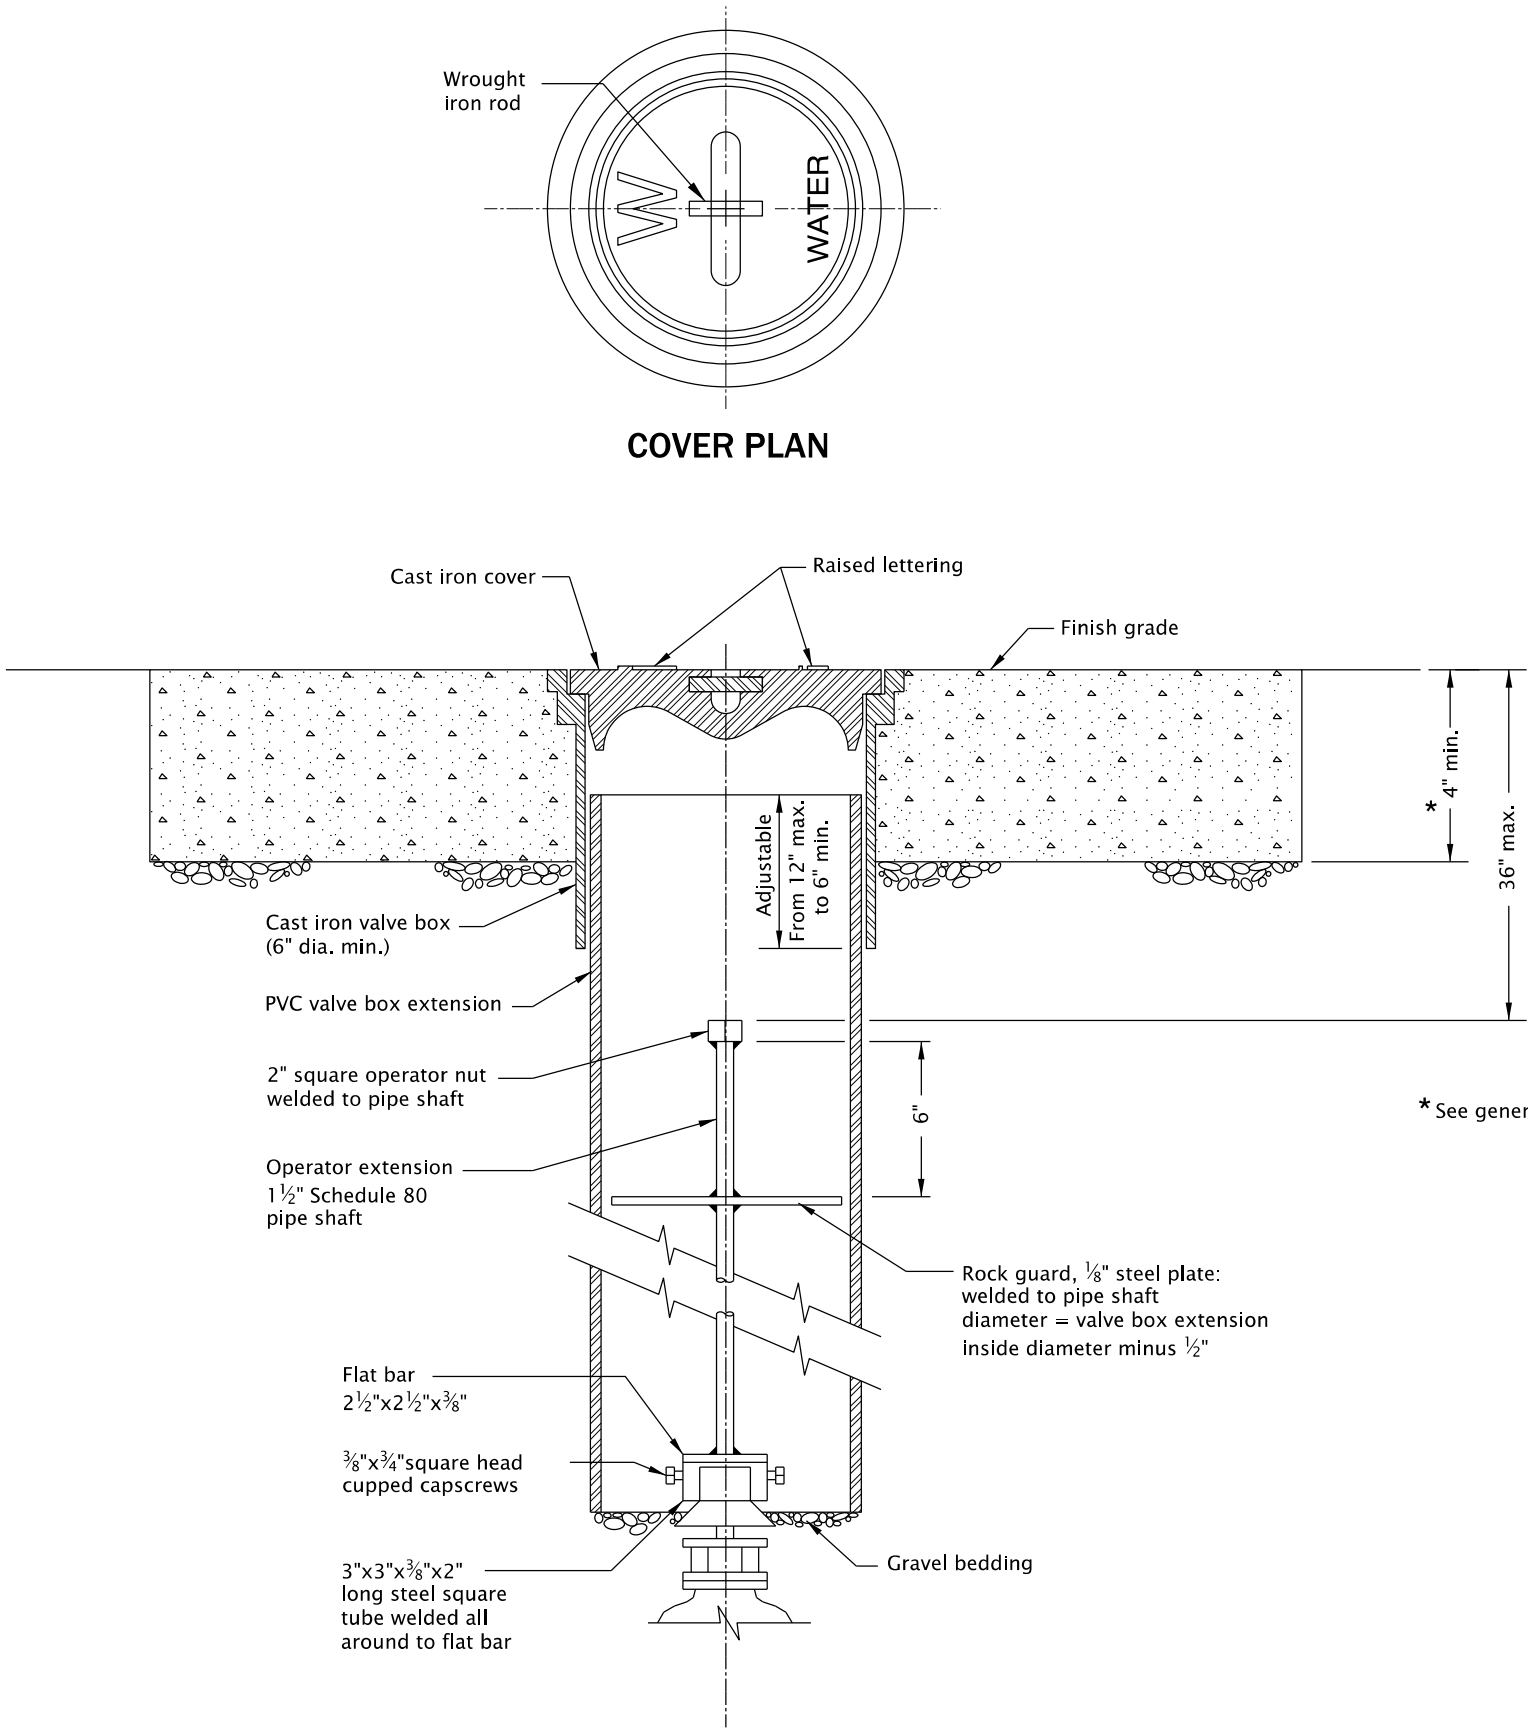 Wrought
iron rod
W
WATER
COVER PLAN
Cast iron cover
Raised lettering
Finish grade
* 4" min.
36" max.
Adjustable
From 12" max.
to 6" min.
Cast iron valve box
(6" dia. min.)
PVC valve box extension
2" square operator nut
welded to pipe shaft
6"
* See gener
Operator extension
1½" Schedule 80
pipe shaft
Rock guard, ⅛" steel plate:
welded to pipe shaft
diameter = valve box extension
inside diameter minus ½"
Flat bar
2½"x2½"x⅜"
⅜"x¾"square head
cupped capscrews
3"x3"x⅜"x2"
long steel square
tube welded all
around to flat bar
Gravel bedding